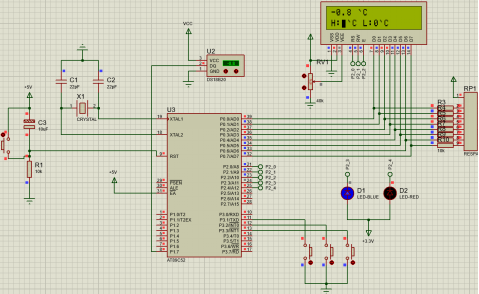 -0.8 °C
H: °C L:0°C
VCC
U2
VCC
DQ
GND
DS18B20
RV1
C1
22pF
C2
22pF
X1
CRYSTAL
+5V
C3
10uF
R1
10k
+5V
U3
XTAL1
XTAL2
RST
PSEN
ALE
EA
P1.0/T2
P1.1/T2EX
P1.2
P1.3
P1.4
P1.5
P1.6
P1.7
AT89C52
P0.0/AD0
P0.1/AD1
P0.2/AD2
P0.3/AD3
P0.4/AD4
P0.5/AD5
P0.6/AD6
P0.7/AD7
P2.0/A8
P2.1/A9
P2.2/A10
P2.3/A11
P2.4/A12
P2.5/A13
P2.6/A14
P2.7/A15
P3.0/RXD
P3.1/TXD
P3.2/INT0
P3.3/INT1
P3.4/T0
P3.5/T1
P3.6/WR
P3.7/RD
P2_0
P2_1
P2_2
P2_3
P2_4
RP1
P2_3
P2_4
D1
LED-BLUE
D2
LED-RED
+3.3V